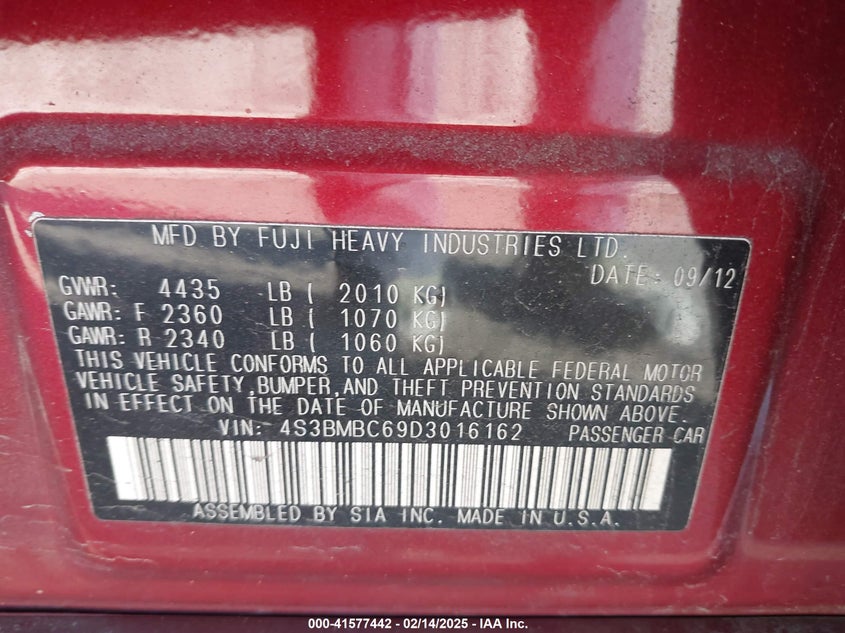 MFD BY FUJI HEAVY INDUSTRIES LTD.
DATE: 09/12
GVWR: 4435 LB ( 2010 KG)
GAWR: F 2360 LB ( 1070 KG)
GAWR: R 2340 LB ( 1060 KG)
THIS VEHICLE CONFORMS TO ALL APPLICABLE FEDERAL MOTOR
VEHICLE SAFETY,BUMPER,AND THEFT PREVENTION STANDARDS
IN EFFECT ON THE DATE OF MANUFACTURE SHOWN ABOVE.
VIN: 4S3BMBC69D3016162 PASSENGER CAR
ASSEMBLED BY SIA INC. MADE IN U.S.A.
000-41577442 - 02/14/2025 - IAA Inc.